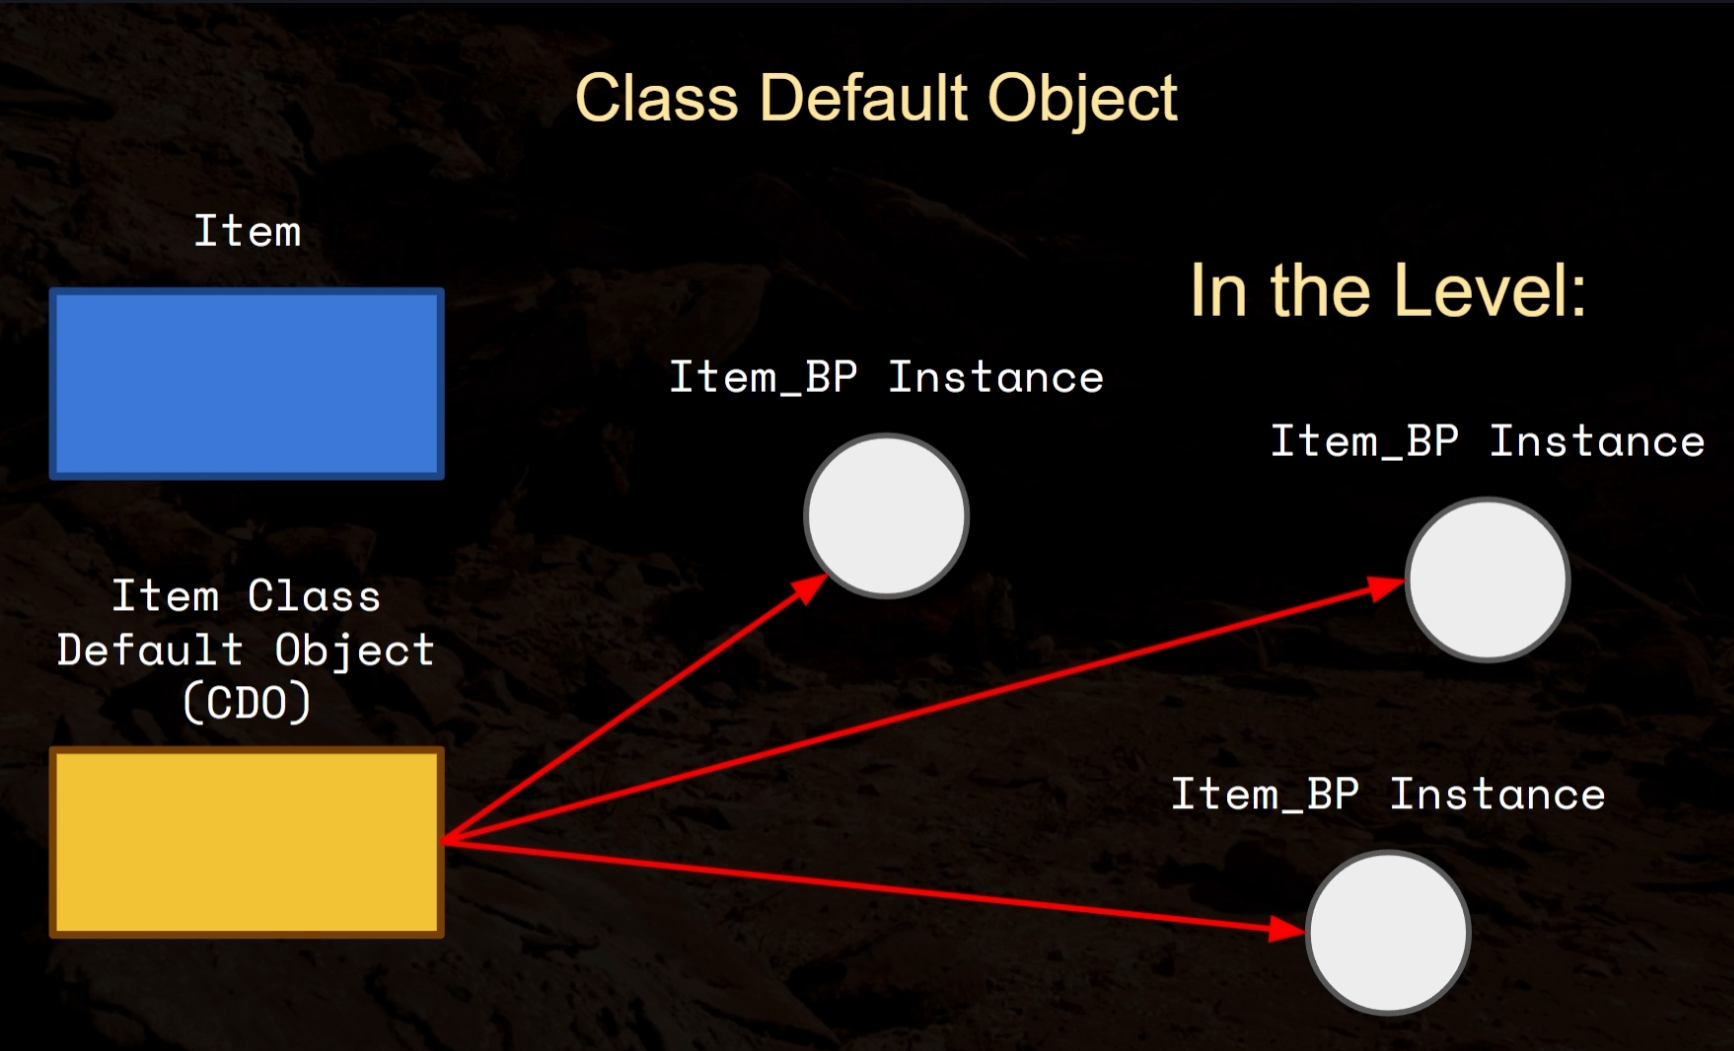 Class Default Object
Item
In the Level:
Item_BP Instance
Item_BP Instance
Item Class
Default Object
(CDO)
Item_BP Instance